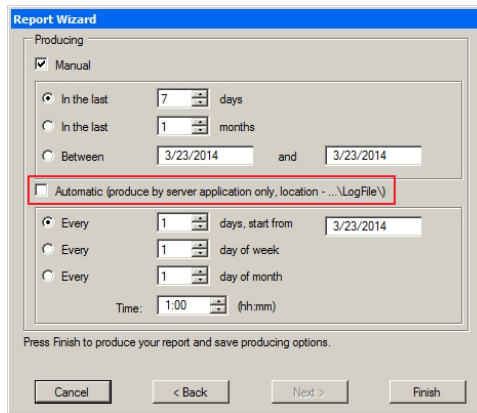 Report Wizard
Producing
Manual
In the last 7 days
In the last 1 months
Between 3/23/2014 and 3/23/2014
Automatic (produce by server application only, location - ...\LogFile\)
Every 1 days, start from 3/23/2014
Every 1 day of week
Every 1 day of month
Time: 1:00 (hh:mm)
Press Finish to produce your report and save producing options.
Cancel < Back Next > Finish